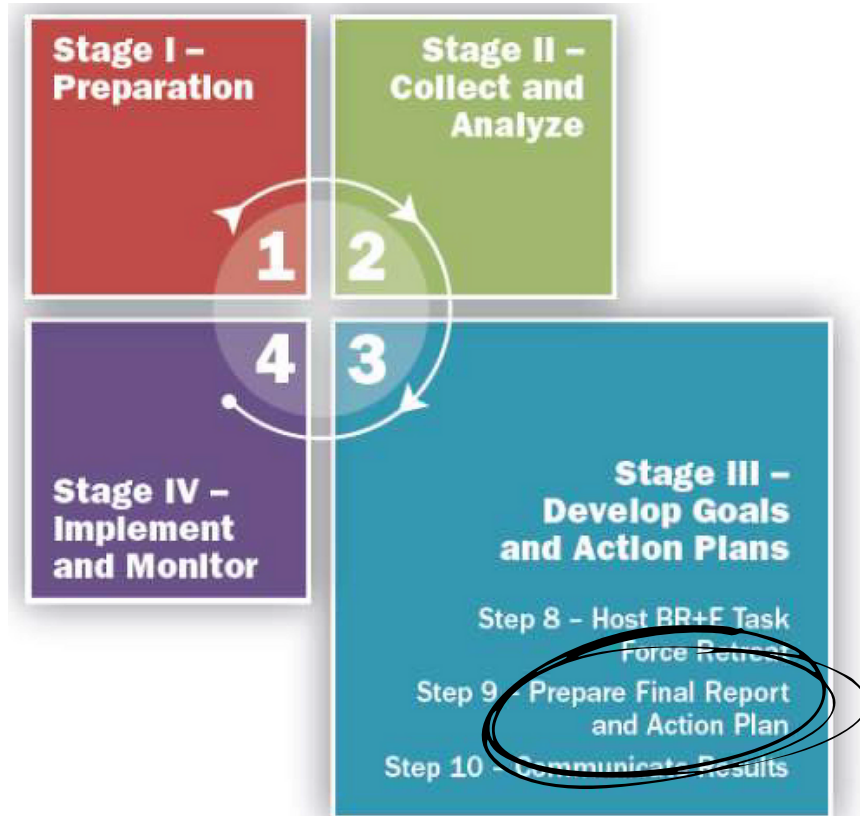 Stage I –
Preparation
Stage II –
Collect and
Analyze
1
2
4
3
Stage IV –
Implement
and Monitor
Stage III –
Develop Goals
and Action Plans
Step 8 – Host BR+E Task
Force Retreat
Step 9 – Prepare Final Report
and Action Plan
Step 10 – Communicate Results